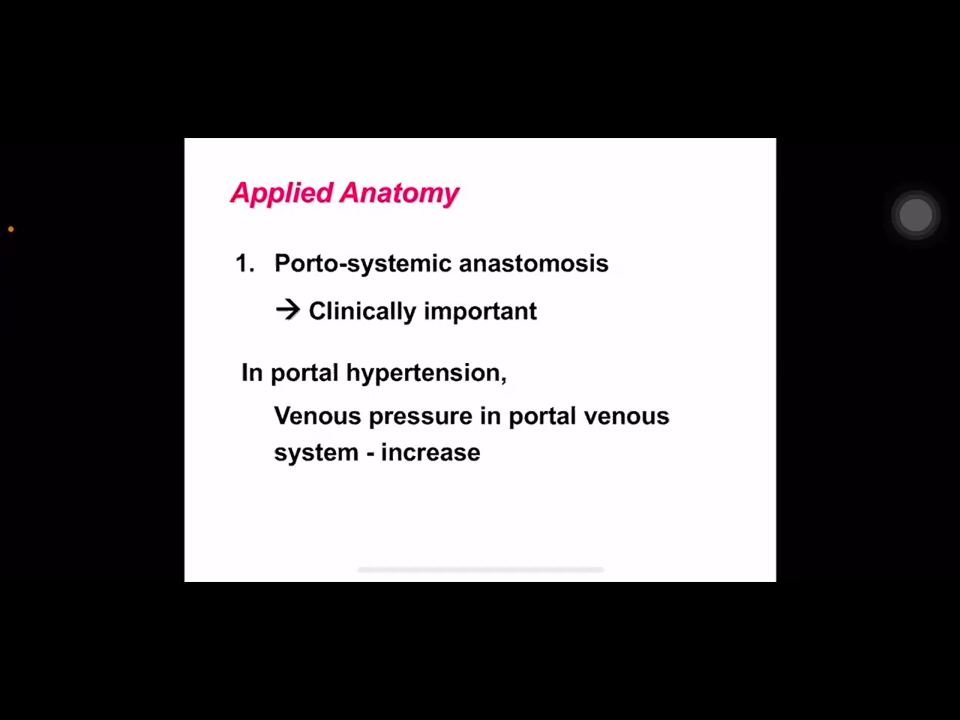 Applied Anatomy
1. Porto-systemic anastomosis
→ Clinically important
In portal hypertension,
Venous pressure in portal venous
system - increase